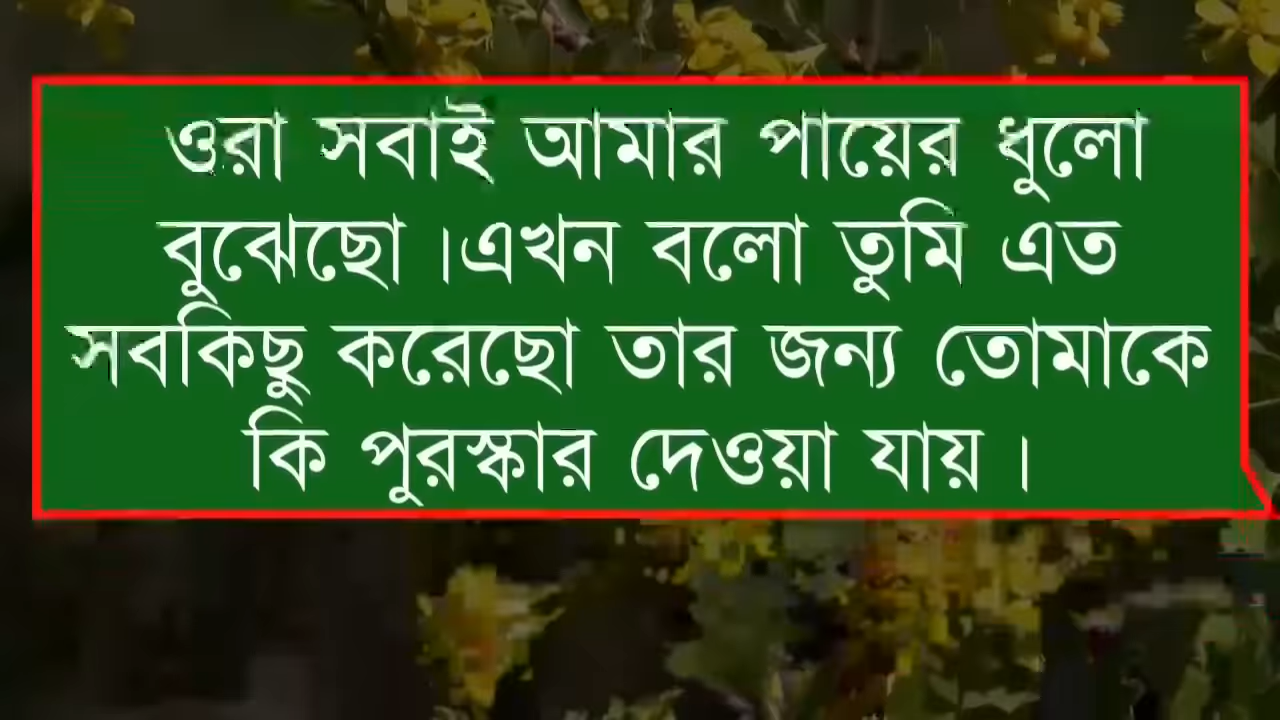 ওরা সবাই আমার পায়ের ধুলো
বুঝেছো ।এখন বলো তুমি এত
সবকিছু করেছো তার জন্য তোমাকে
কি পুরস্কার দেওয়া যায় ।